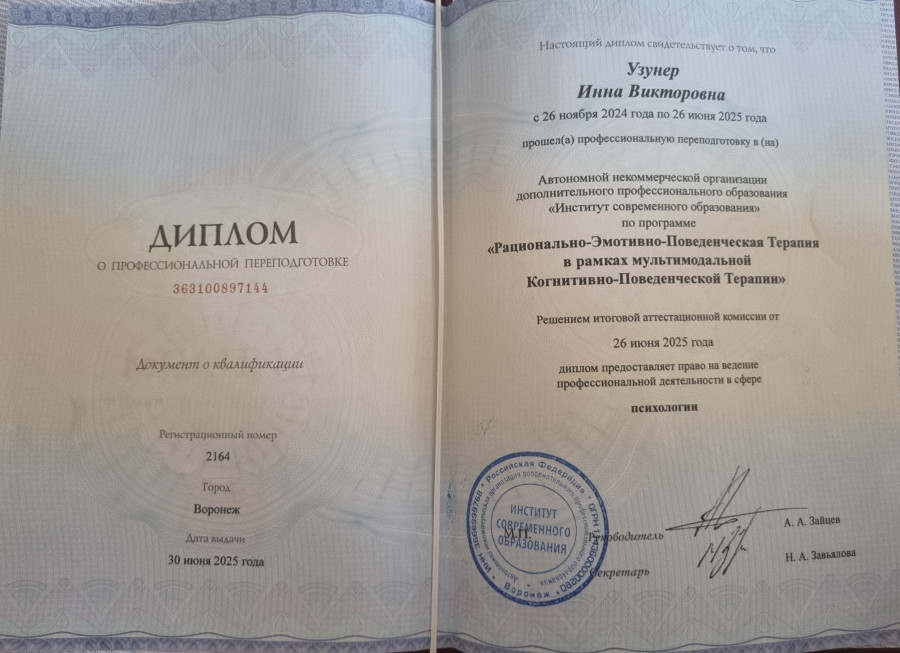 ДИПЛОМ
О ПРОФЕССИОНАЛЬНОЙ ПЕРЕПОДГОТОВКЕ
363100897144
Документ о квалификации
Регистрационный номер
2164
Город
Воронеж
Дата выдачи
30 июня 2025 года
Настоящий диплом свидетельствует о том, что
Узунер
Инна Викторовна
с 26 ноября 2024 года по 26 июня 2025 года
прошел(а) профессиональную переподготовку в (на)
Автономной некоммерческой организации
дополнительного профессионального образования
«Институт современного образования»
по программе
«Рационально-Эмотивно-Поведенческая Терапия
в рамках мультимодальной
Когнитивно-Поведенческой Терапии»
Решением итоговой аттестационной комиссии от
26 июня 2025 года
диплом предоставляет право на ведение
профессиональной деятельности в сфере
психологии
Российская Федерация
Воронеж
ИНСТИТУТ
СОВРЕМЕННОГО
ОБРАЗОВАНИЯ
М.П.
Руководитель
А. А. Зайцев
Секретарь
Н. А. Завьялова